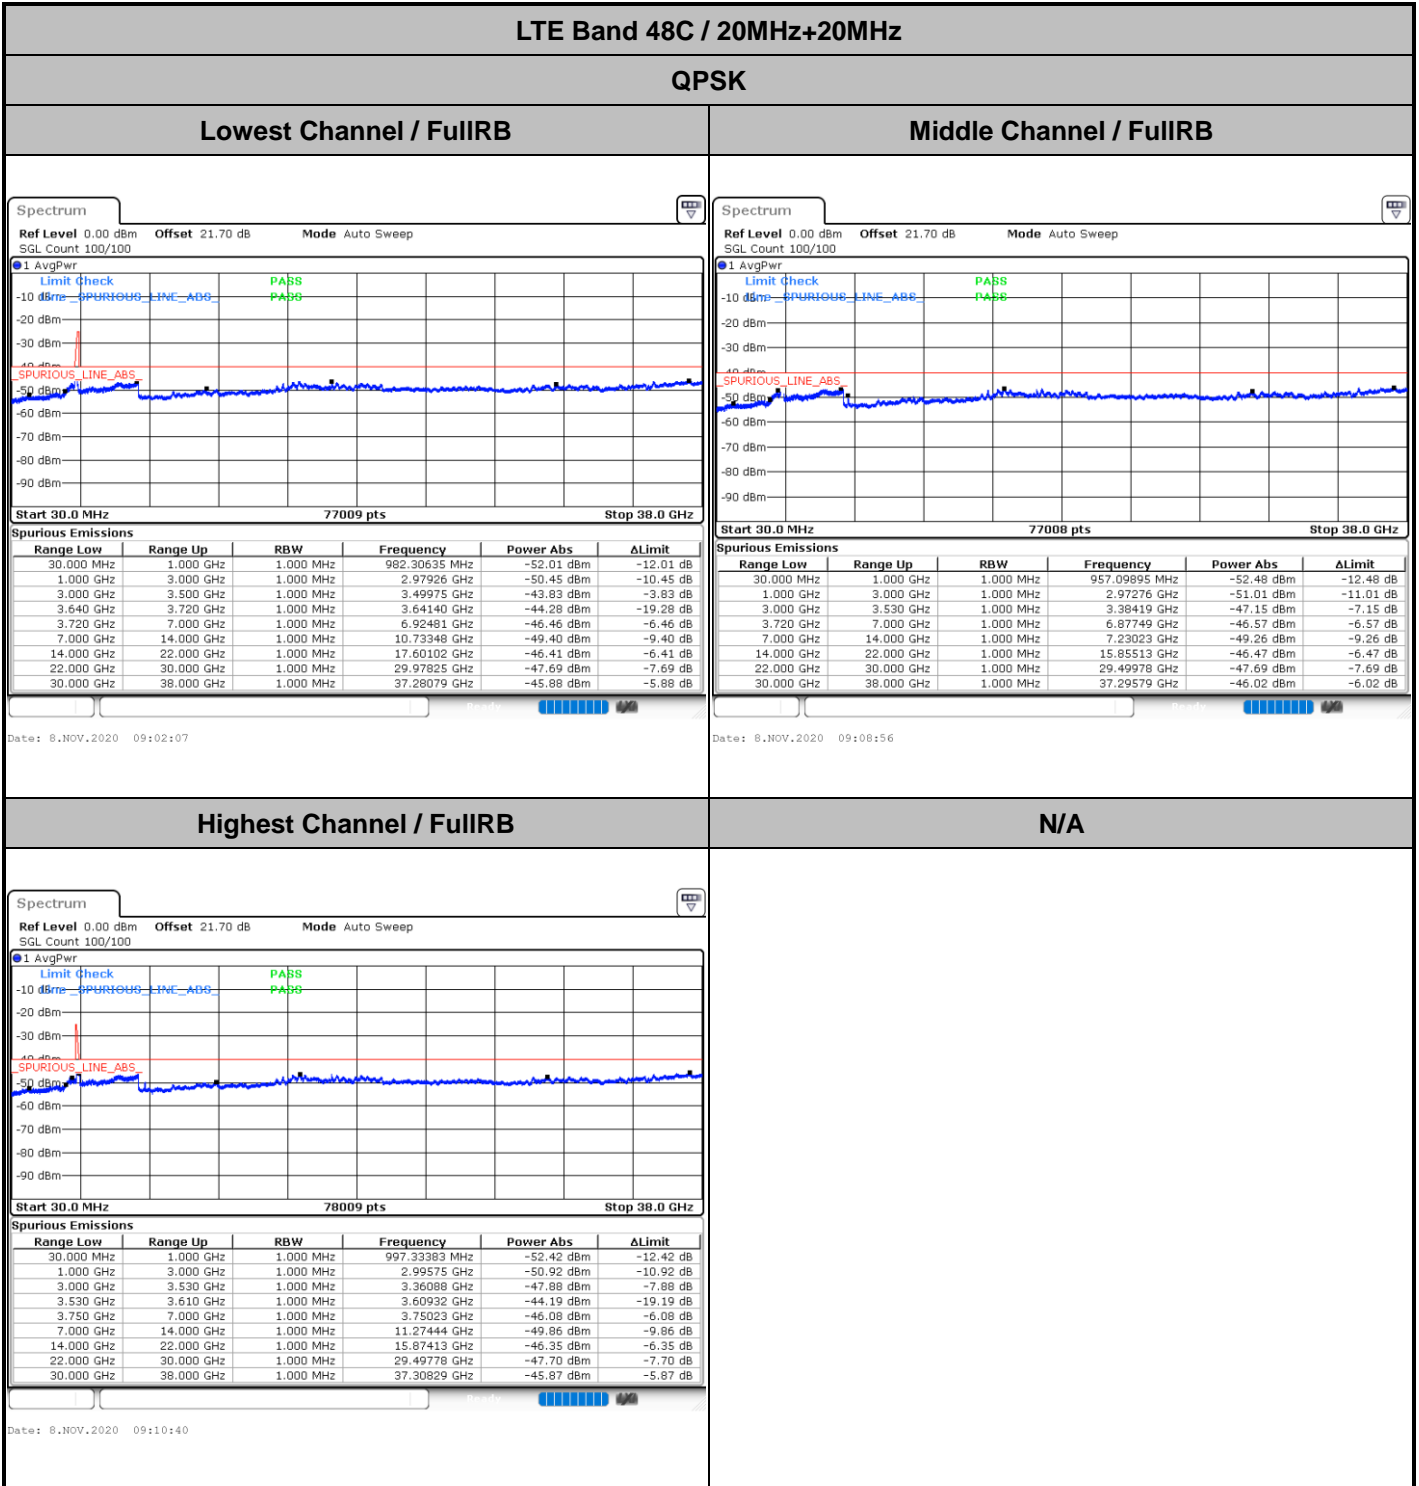 LTE Band 48C / 20MHz+20MHz
QPSK
Lowest Channel / FullRB
Middle Channel / FullRB
Spectrum
Ref Level 0.00 dBm Offset 21.70 dB Mode Auto Sweep
SGL Count 100/100
1 AvgPwr
Limit Check PASS
Line _SPURIOUS_LINE_ABS_ PASS
-10 dBm
-20 dBm
-30 dBm
-40 dBm
_SPURIOUS_LINE_ABS_
-50 dBm
-60 dBm
-70 dBm
-80 dBm
-90 dBm
Start 30.0 MHz 77009 pts Stop 38.0 GHz
Spurious Emissions
Range Low Range Up RBW Frequency Power Abs ΔLimit
30.000 MHz 1.000 GHz 1.000 MHz 982.30635 MHz -52.01 dBm -12.01 dB
1.000 GHz 3.000 GHz 1.000 MHz 2.97926 GHz -50.45 dBm -10.45 dB
3.000 GHz 3.500 GHz 1.000 MHz 3.49975 GHz -43.83 dBm -3.83 dB
3.640 GHz 3.720 GHz 1.000 MHz 3.64140 GHz -44.28 dBm -19.28 dB
3.720 GHz 7.000 GHz 1.000 MHz 6.92481 GHz -46.46 dBm -6.46 dB
7.000 GHz 14.000 GHz 1.000 MHz 10.73348 GHz -49.40 dBm -9.40 dB
14.000 GHz 22.000 GHz 1.000 MHz 17.60102 GHz -46.41 dBm -6.41 dB
22.000 GHz 30.000 GHz 1.000 MHz 29.97825 GHz -47.69 dBm -7.69 dB
30.000 GHz 38.000 GHz 1.000 MHz 37.28079 GHz -45.88 dBm -5.88 dB
Ready
Date: 8.NOV.2020 09:02:07
Spectrum
Ref Level 0.00 dBm Offset 21.70 dB Mode Auto Sweep
SGL Count 100/100
1 AvgPwr
Limit Check PASS
Line _SPURIOUS_LINE_ABS_ PASS
-10 dBm
-20 dBm
-30 dBm
-40 dBm
_SPURIOUS_LINE_ABS_
-50 dBm
-60 dBm
-70 dBm
-80 dBm
-90 dBm
Start 30.0 MHz 77008 pts Stop 38.0 GHz
Spurious Emissions
Range Low Range Up RBW Frequency Power Abs ΔLimit
30.000 MHz 1.000 GHz 1.000 MHz 957.09895 MHz -52.48 dBm -12.48 dB
1.000 GHz 3.000 GHz 1.000 MHz 2.97276 GHz -51.01 dBm -11.01 dB
3.000 GHz 3.530 GHz 1.000 MHz 3.38419 GHz -47.15 dBm -7.15 dB
3.720 GHz 7.000 GHz 1.000 MHz 6.87749 GHz -46.57 dBm -6.57 dB
7.000 GHz 14.000 GHz 1.000 MHz 7.23023 GHz -49.26 dBm -9.26 dB
14.000 GHz 22.000 GHz 1.000 MHz 15.85513 GHz -46.47 dBm -6.47 dB
22.000 GHz 30.000 GHz 1.000 MHz 29.49978 GHz -47.69 dBm -7.69 dB
30.000 GHz 38.000 GHz 1.000 MHz 37.29579 GHz -46.02 dBm -6.02 dB
Ready
Date: 8.NOV.2020 09:08:56
Highest Channel / FullRB
N/A
Spectrum
Ref Level 0.00 dBm Offset 21.70 dB Mode Auto Sweep
SGL Count 100/100
1 AvgPwr
Limit Check PASS
Line _SPURIOUS_LINE_ABS_ PASS
-10 dBm
-20 dBm
-30 dBm
-40 dBm
_SPURIOUS_LINE_ABS_
-50 dBm
-60 dBm
-70 dBm
-80 dBm
-90 dBm
Start 30.0 MHz 78009 pts Stop 38.0 GHz
Spurious Emissions
Range Low Range Up RBW Frequency Power Abs ΔLimit
30.000 MHz 1.000 GHz 1.000 MHz 997.33383 MHz -52.42 dBm -12.42 dB
1.000 GHz 3.000 GHz 1.000 MHz 2.99575 GHz -50.92 dBm -10.92 dB
3.000 GHz 3.530 GHz 1.000 MHz 3.36088 GHz -47.88 dBm -7.88 dB
3.530 GHz 3.610 GHz 1.000 MHz 3.60932 GHz -44.19 dBm -19.19 dB
3.750 GHz 7.000 GHz 1.000 MHz 3.75023 GHz -46.08 dBm -6.08 dB
7.000 GHz 14.000 GHz 1.000 MHz 11.27444 GHz -49.86 dBm -9.86 dB
14.000 GHz 22.000 GHz 1.000 MHz 15.87413 GHz -46.35 dBm -6.35 dB
22.000 GHz 30.000 GHz 1.000 MHz 29.49778 GHz -47.70 dBm -7.70 dB
30.000 GHz 38.000 GHz 1.000 MHz 37.30829 GHz -45.87 dBm -5.87 dB
Ready
Date: 8.NOV.2020 09:10:40